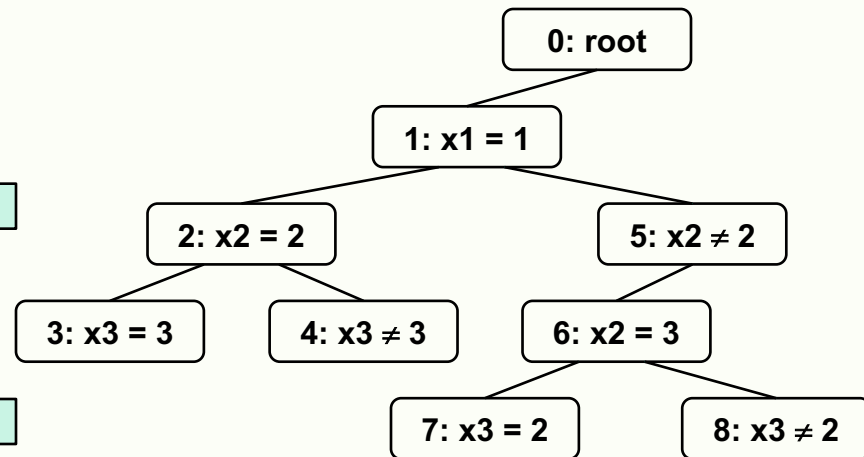 0: root
1: x1 = 1
2: x2 = 2
5: x2 ≠ 2
3: x3 = 3
4: x3 ≠ 3
6: x2 = 3
7: x3 = 2
8: x3 ≠ 2